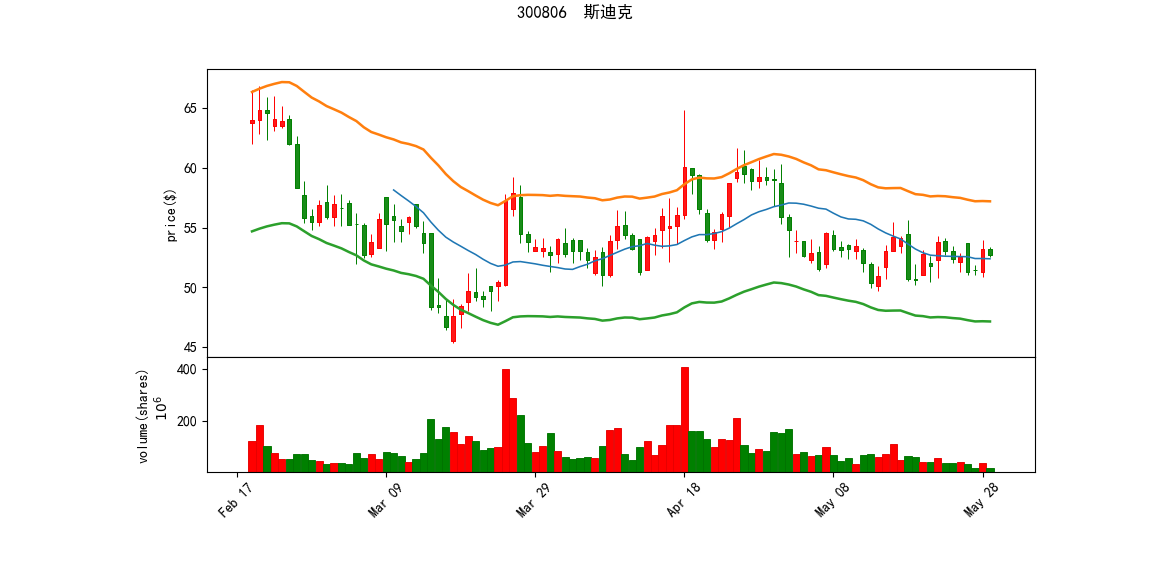 300806  斯迪克
price($)
65
60
55
50
45
volume(shares)
10^6
400
200
Feb 17
Mar 09
Mar 29
Apr 18
May 08
May 28